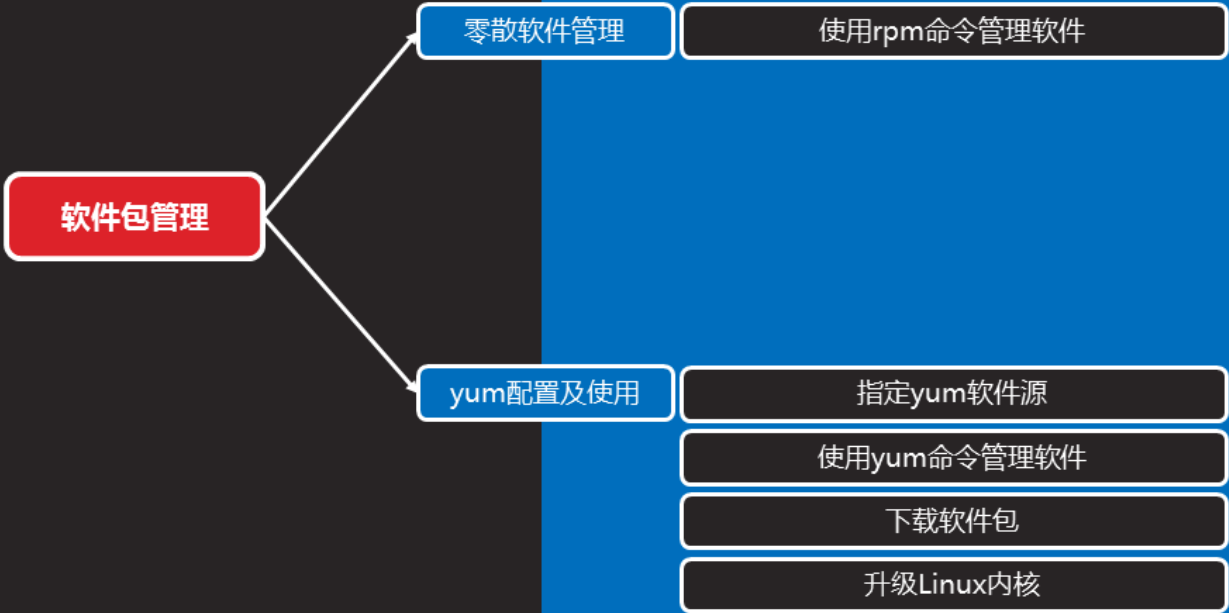 零散软件管理
使用rpm命令管理软件
软件包管理
yum配置及使用
指定yum软件源
使用yum命令管理软件
下载软件包
升级Linux内核